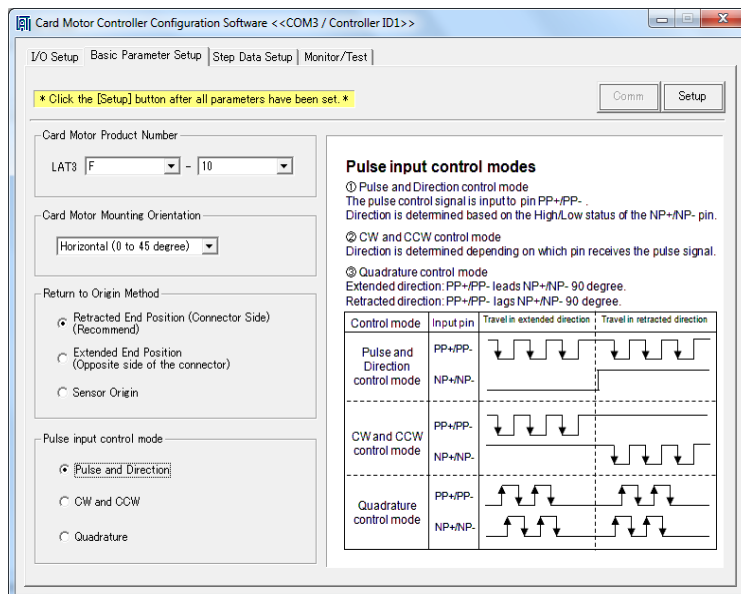 Card Motor Controller Configuration Software <<COM3 / Controller ID1>>
I/O Setup
Basic Parameter Setup
Step Data Setup
Monitor/Test
* Click the [Setup] button after all parameters have been set. *
Comm
Setup
Card Motor Product Number
LAT3 F - 10
Card Motor Mounting Orientation
Horizontal (0 to 45 degree)
Return to Origin Method
Retracted End Position (Connector Side)
(Recommend)
Extended End Position
(Opposite side of the connector)
Sensor Origin
Pulse input control mode
Pulse and Direction
CW and CCW
Quadrature
Pulse input control modes
① Pulse and Direction control mode
The pulse control signal is input to pin PP+/PP- .
Direction is determined based on the High/Low status of the NP+/NP- pin.
② CW and CCW control mode
Direction is determined depending on which pin receives the pulse signal.
③ Quadrature control mode
Extended direction: PP+/PP- leads NP+/NP- 90 degree.
Retracted direction: PP+/PP- lags NP+/NP- 90 degree.
Control mode
Input pin
Travel in extended direction
Travel in retracted direction
Pulse and
Direction
control mode
PP+/PP-
NP+/NP-
CW and CCW
control mode
PP+/PP-
NP+/NP-
Quadrature
control mode
PP+/PP-
NP+/NP-